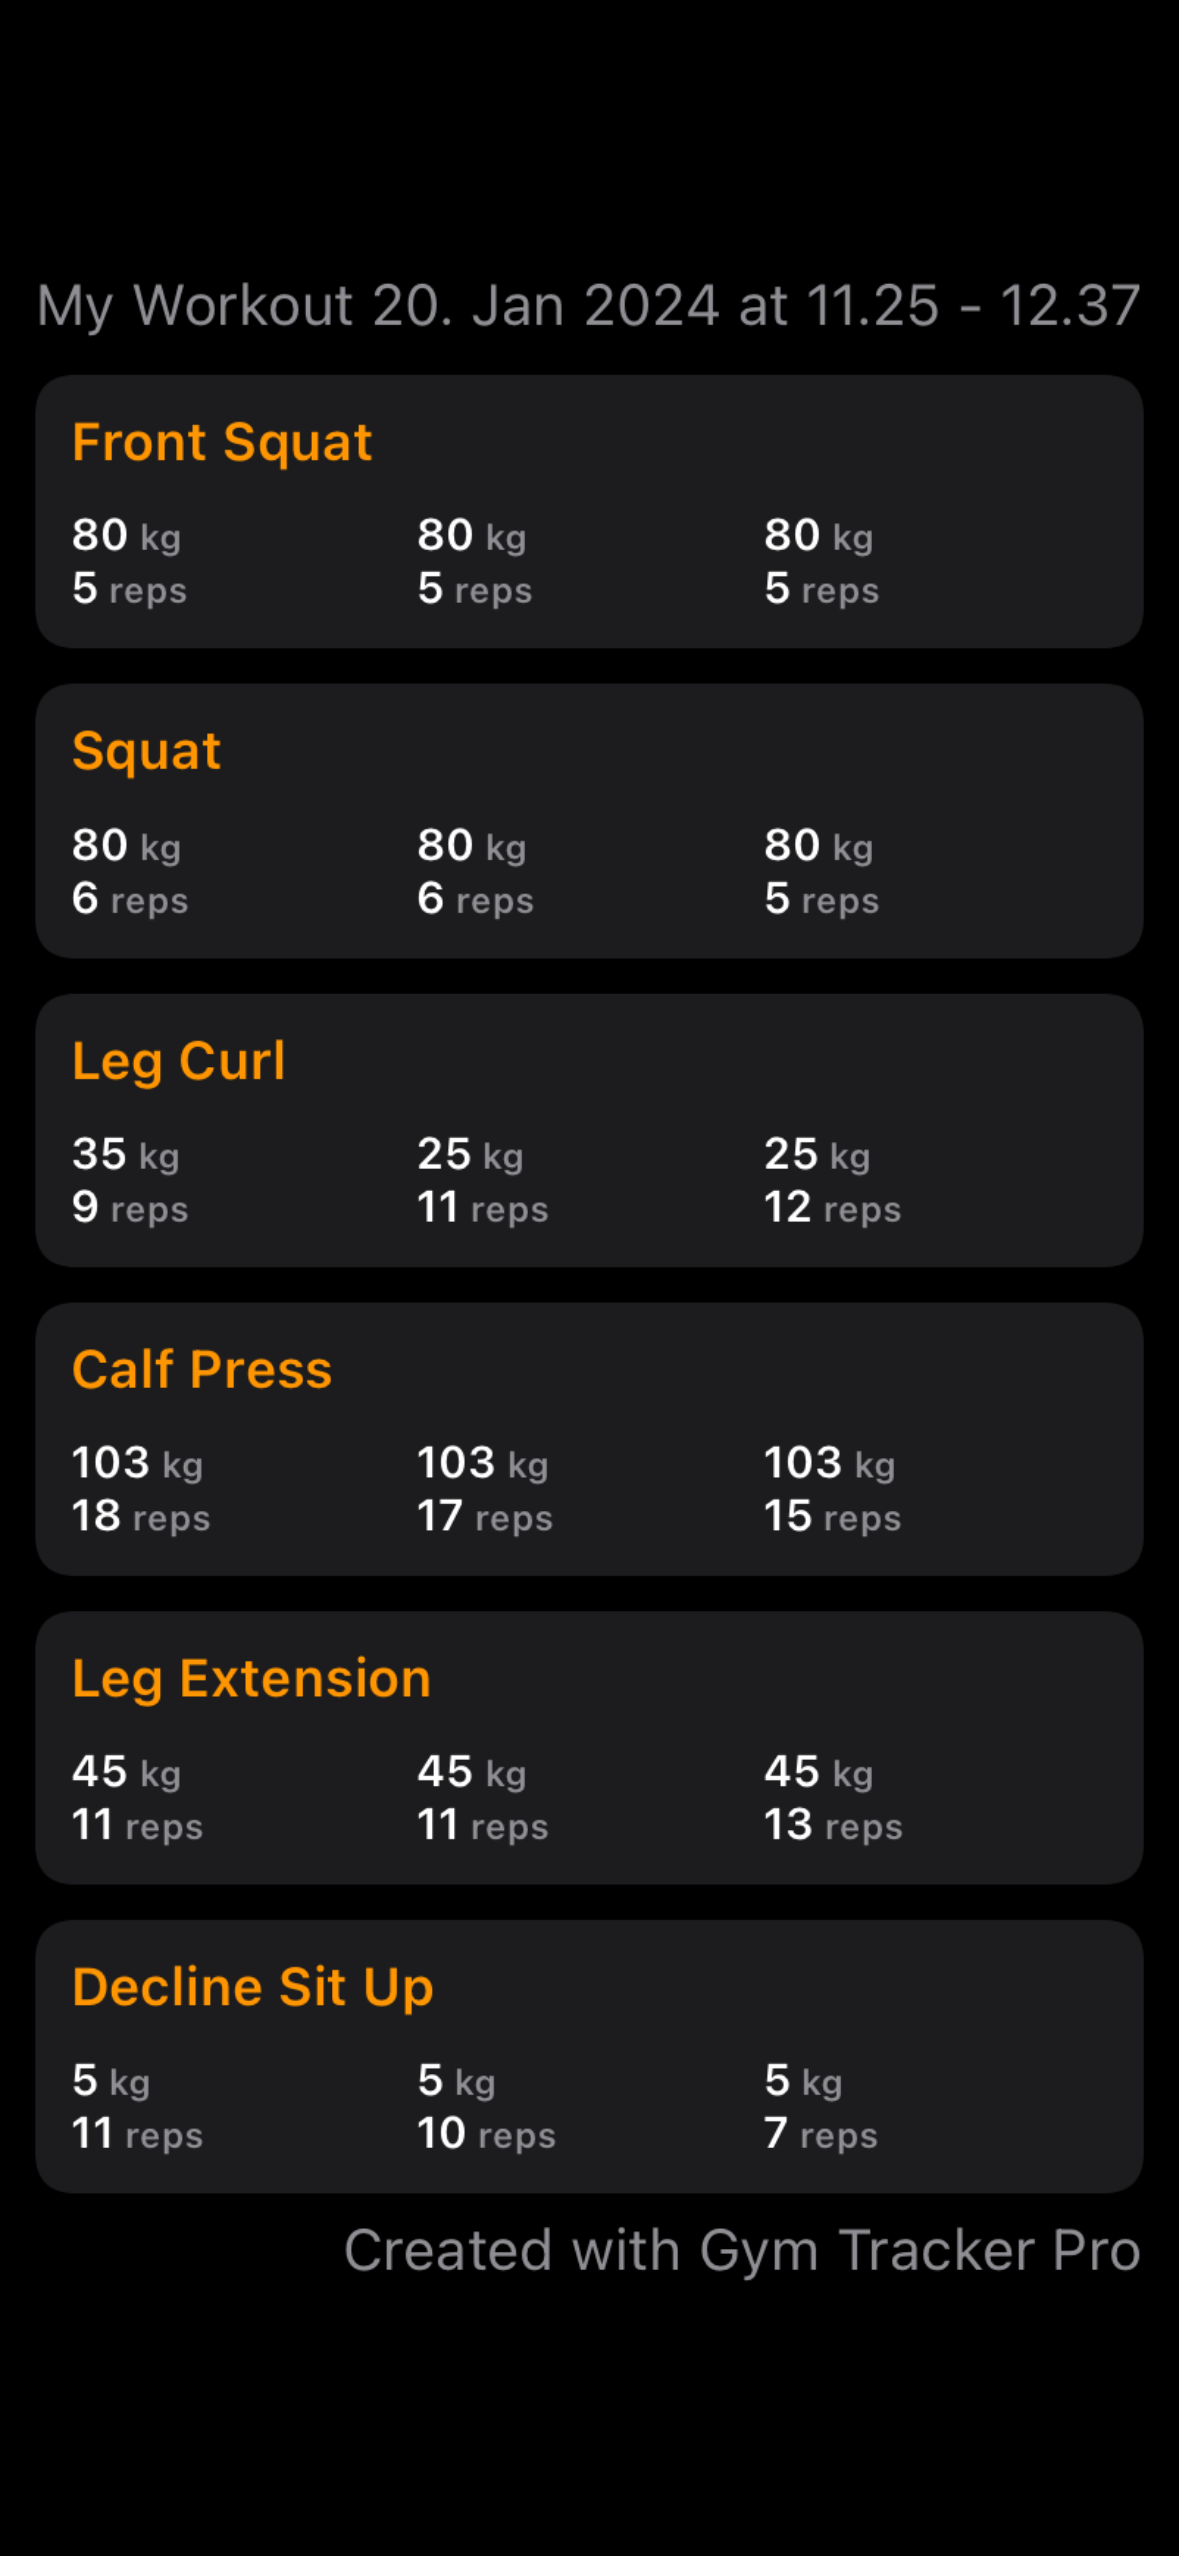 My Workout 20. Jan 2024 at 11.25 - 12.37
Front Squat
80 kg 80 kg 80 kg
5 reps 5 reps 5 reps
Squat
80 kg 80 kg 80 kg
6 reps 6 reps 5 reps
Leg Curl
35 kg 25 kg 25 kg
9 reps 11 reps 12 reps
Calf Press
103 kg 103 kg 103 kg
18 reps 17 reps 15 reps
Leg Extension
45 kg 45 kg 45 kg
11 reps 11 reps 13 reps
Decline Sit Up
5 kg 5 kg 5 kg
11 reps 10 reps 7 reps
Created with Gym Tracker Pro